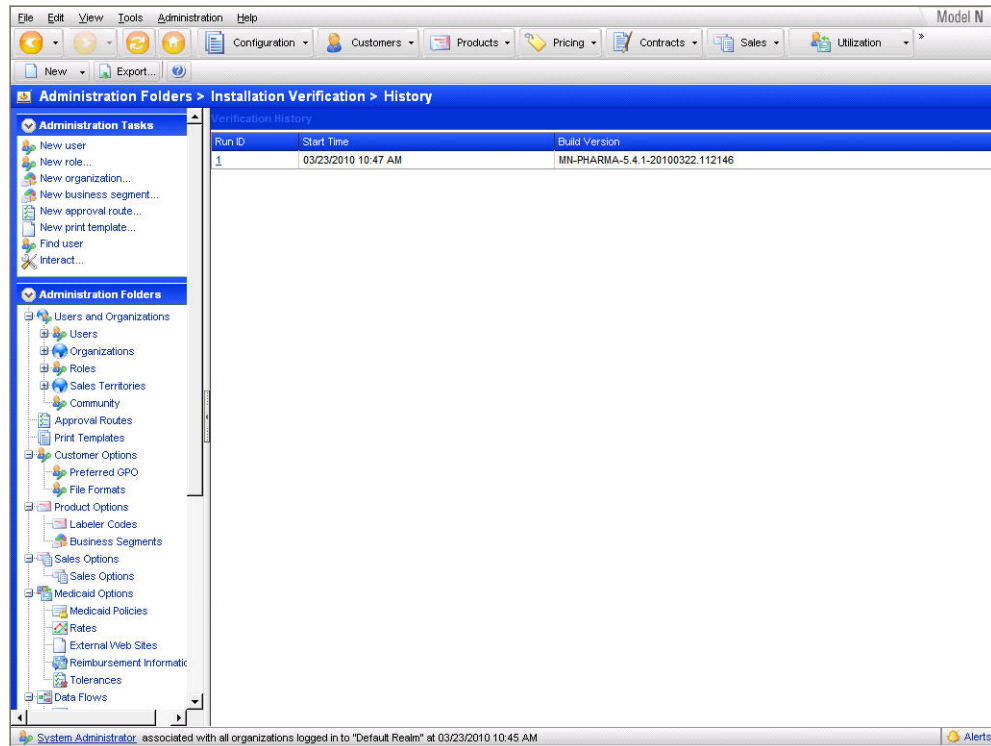 File Edit View Tools Administration Help
Model N
Configuration Customers Products Pricing Contracts Sales Utilization »
New Export...
Administration Folders > Installation Verification > History
Administration Tasks
New user
New role...
New organization...
New business segment...
New approval route...
New print template...
Find user
Interact...
Administration Folders
Users and Organizations
Users
Organizations
Roles
Sales Territories
Community
Approval Routes
Print Templates
Customer Options
Preferred GPO
File Formats
Product Options
Labeler Codes
Business Segments
Sales Options
Sales Options
Medicaid Options
Medicaid Policies
Rates
External Web Sites
Reimbursement Informatic
Tolerances
Data Flows
Verification History
Run ID Start Time Build Version
1 03/23/2010 10:47 AM MN-PHARMA-5.4.1-20100322.112146
System Administrator associated with all organizations logged in to "Default Realm" at 03/23/2010 10:45 AM
Alerts